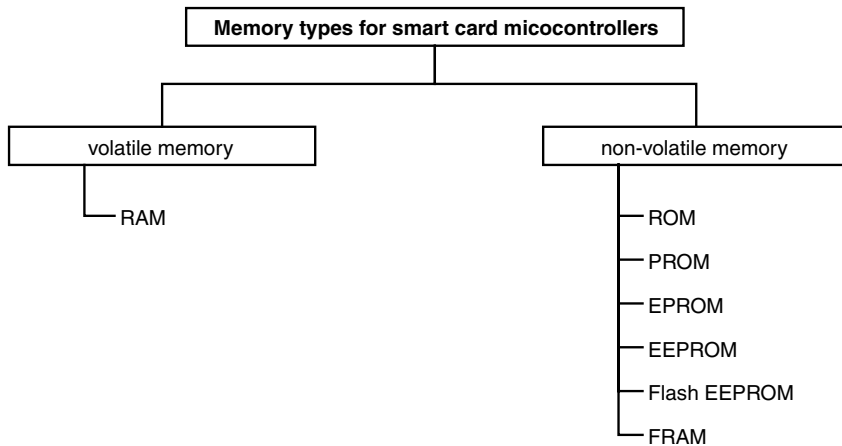 Memory types for smart card micocontrollers
volatile memory
non-volatile memory
RAM
ROM
PROM
EPROM
EEPROM
Flash EEPROM
FRAM